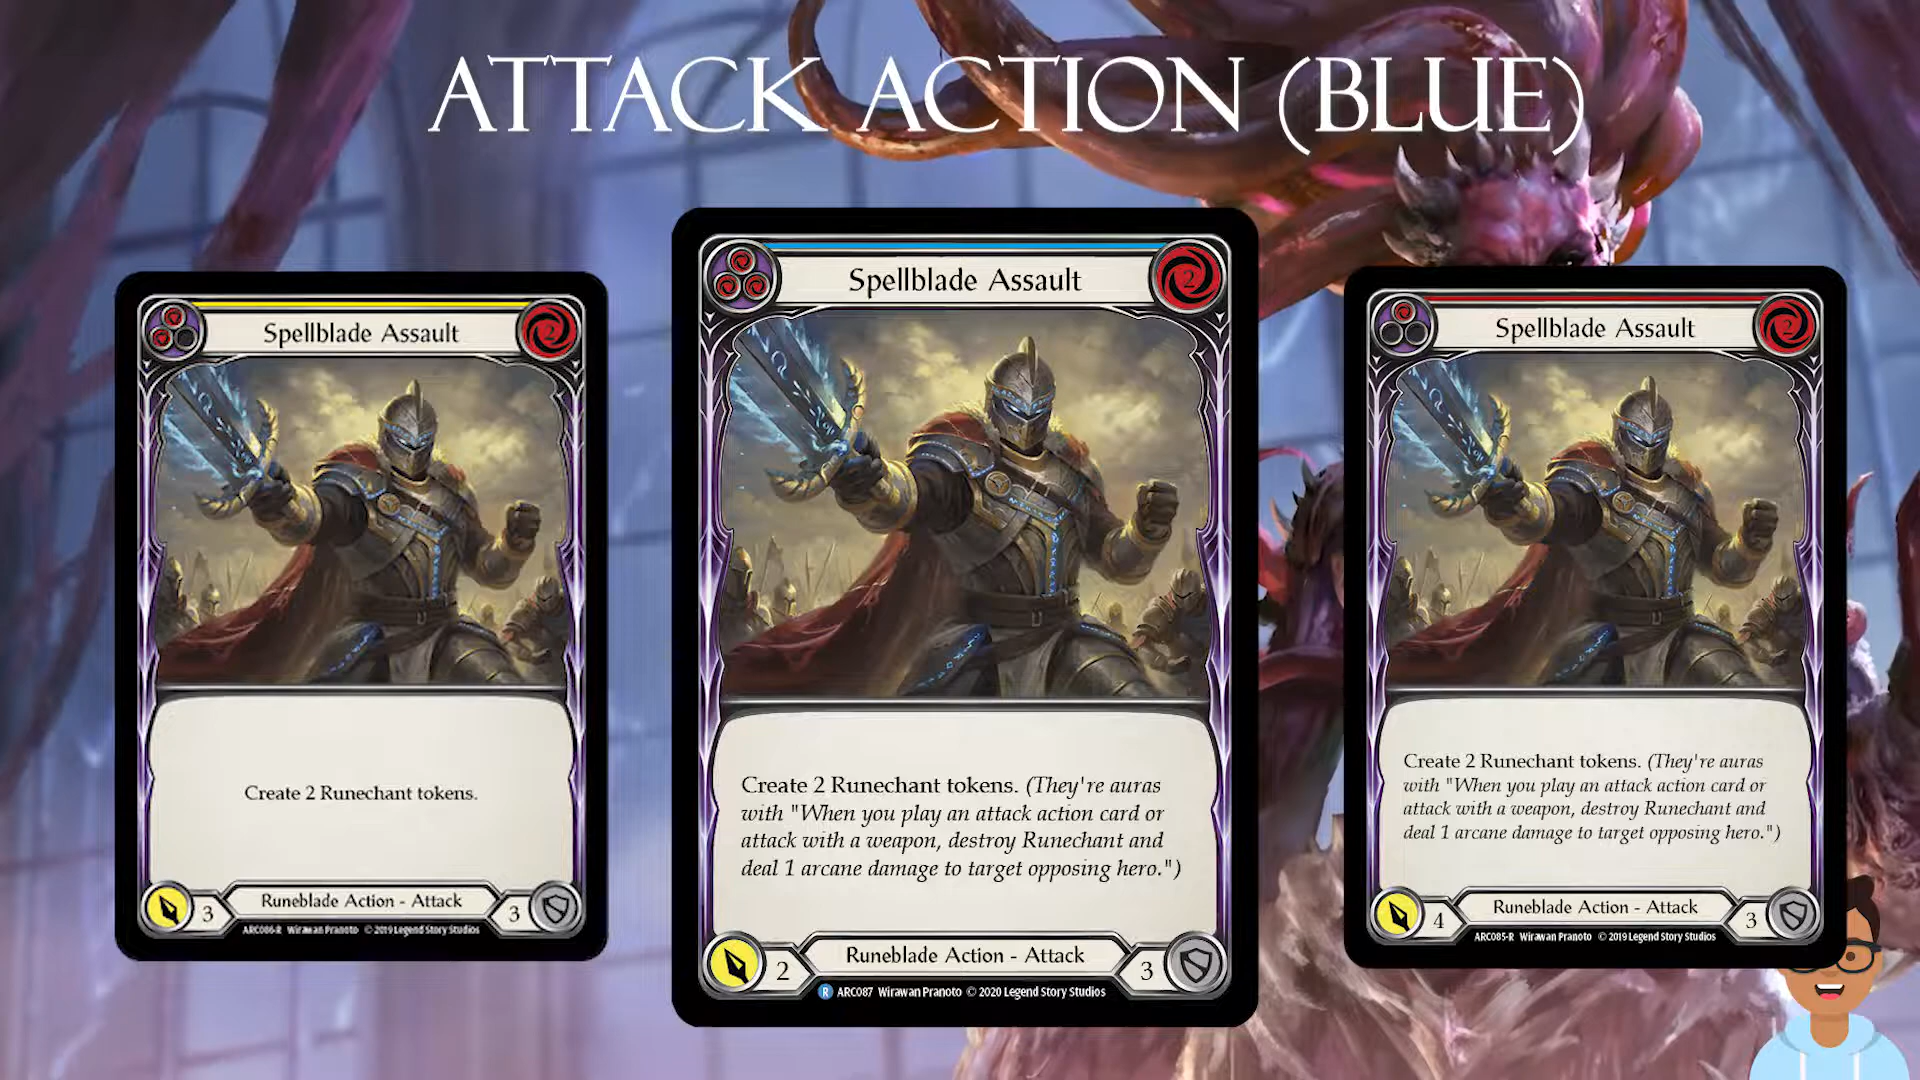 ATTACK ACTION (BLUE)
Spellblade Assault
2
Create 2 Runechant tokens.
3
Runeblade Action - Attack
3
ARC086-R Wirawan Pranoto © 2019 Legend Story Studios
Spellblade Assault
2
Create 2 Runechant tokens. (They're auras
with "When you play an attack action card or
attack with a weapon, destroy Runechant and
deal 1 arcane damage to target opposing hero.")
2
Runeblade Action - Attack
3
R ARC087 Wirawan Pranoto © 2020 Legend Story Studios
Spellblade Assault
2
Create 2 Runechant tokens. (They're auras
with "When you play an attack action card or
attack with a weapon, destroy Runechant and
deal 1 arcane damage to target opposing hero.")
4
Runeblade Action - Attack
3
ARC085-R Wirawan Pranoto © 2019 Legend Story Studios